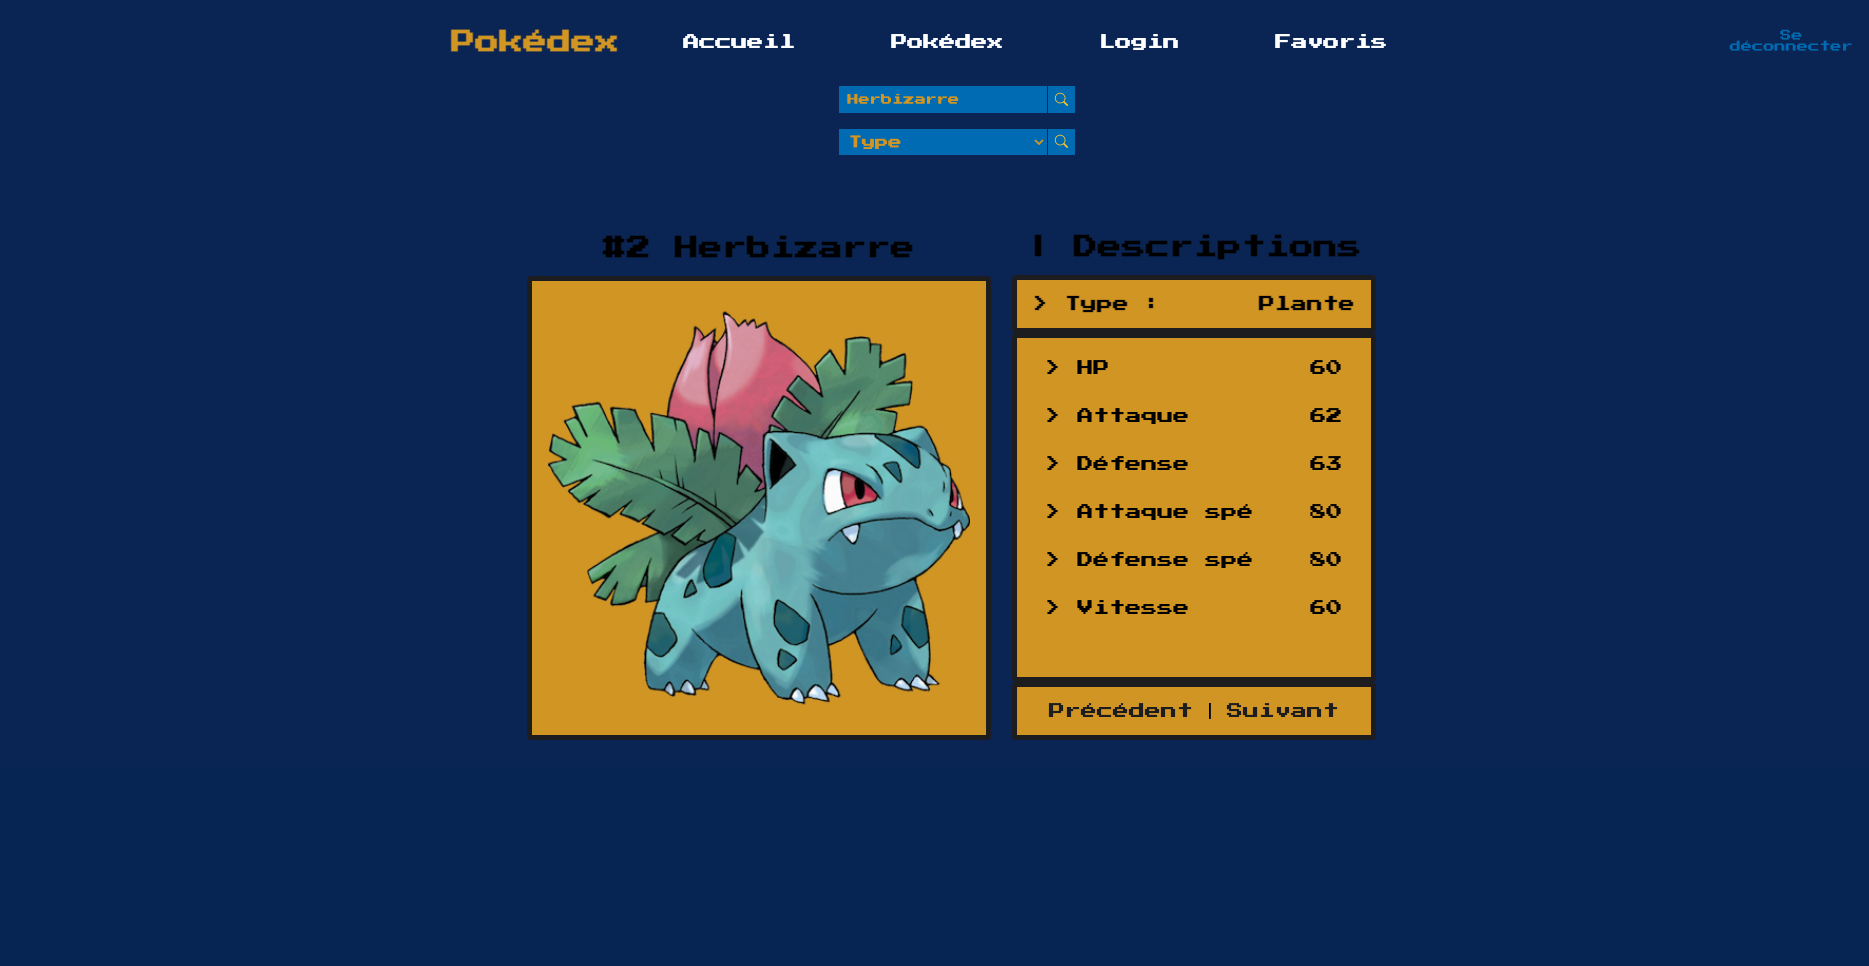 Pokédex Accueil Pokédex Login Favoris
Se
déconnecter
Herbizarre
Type
#2 Herbizarre
| Descriptions
> Type : Plante
> HP 60
> Attaque 62
> Défense 63
> Attaque spé 80
> Défense spé 80
> Vitesse 60
Précédent | Suivant